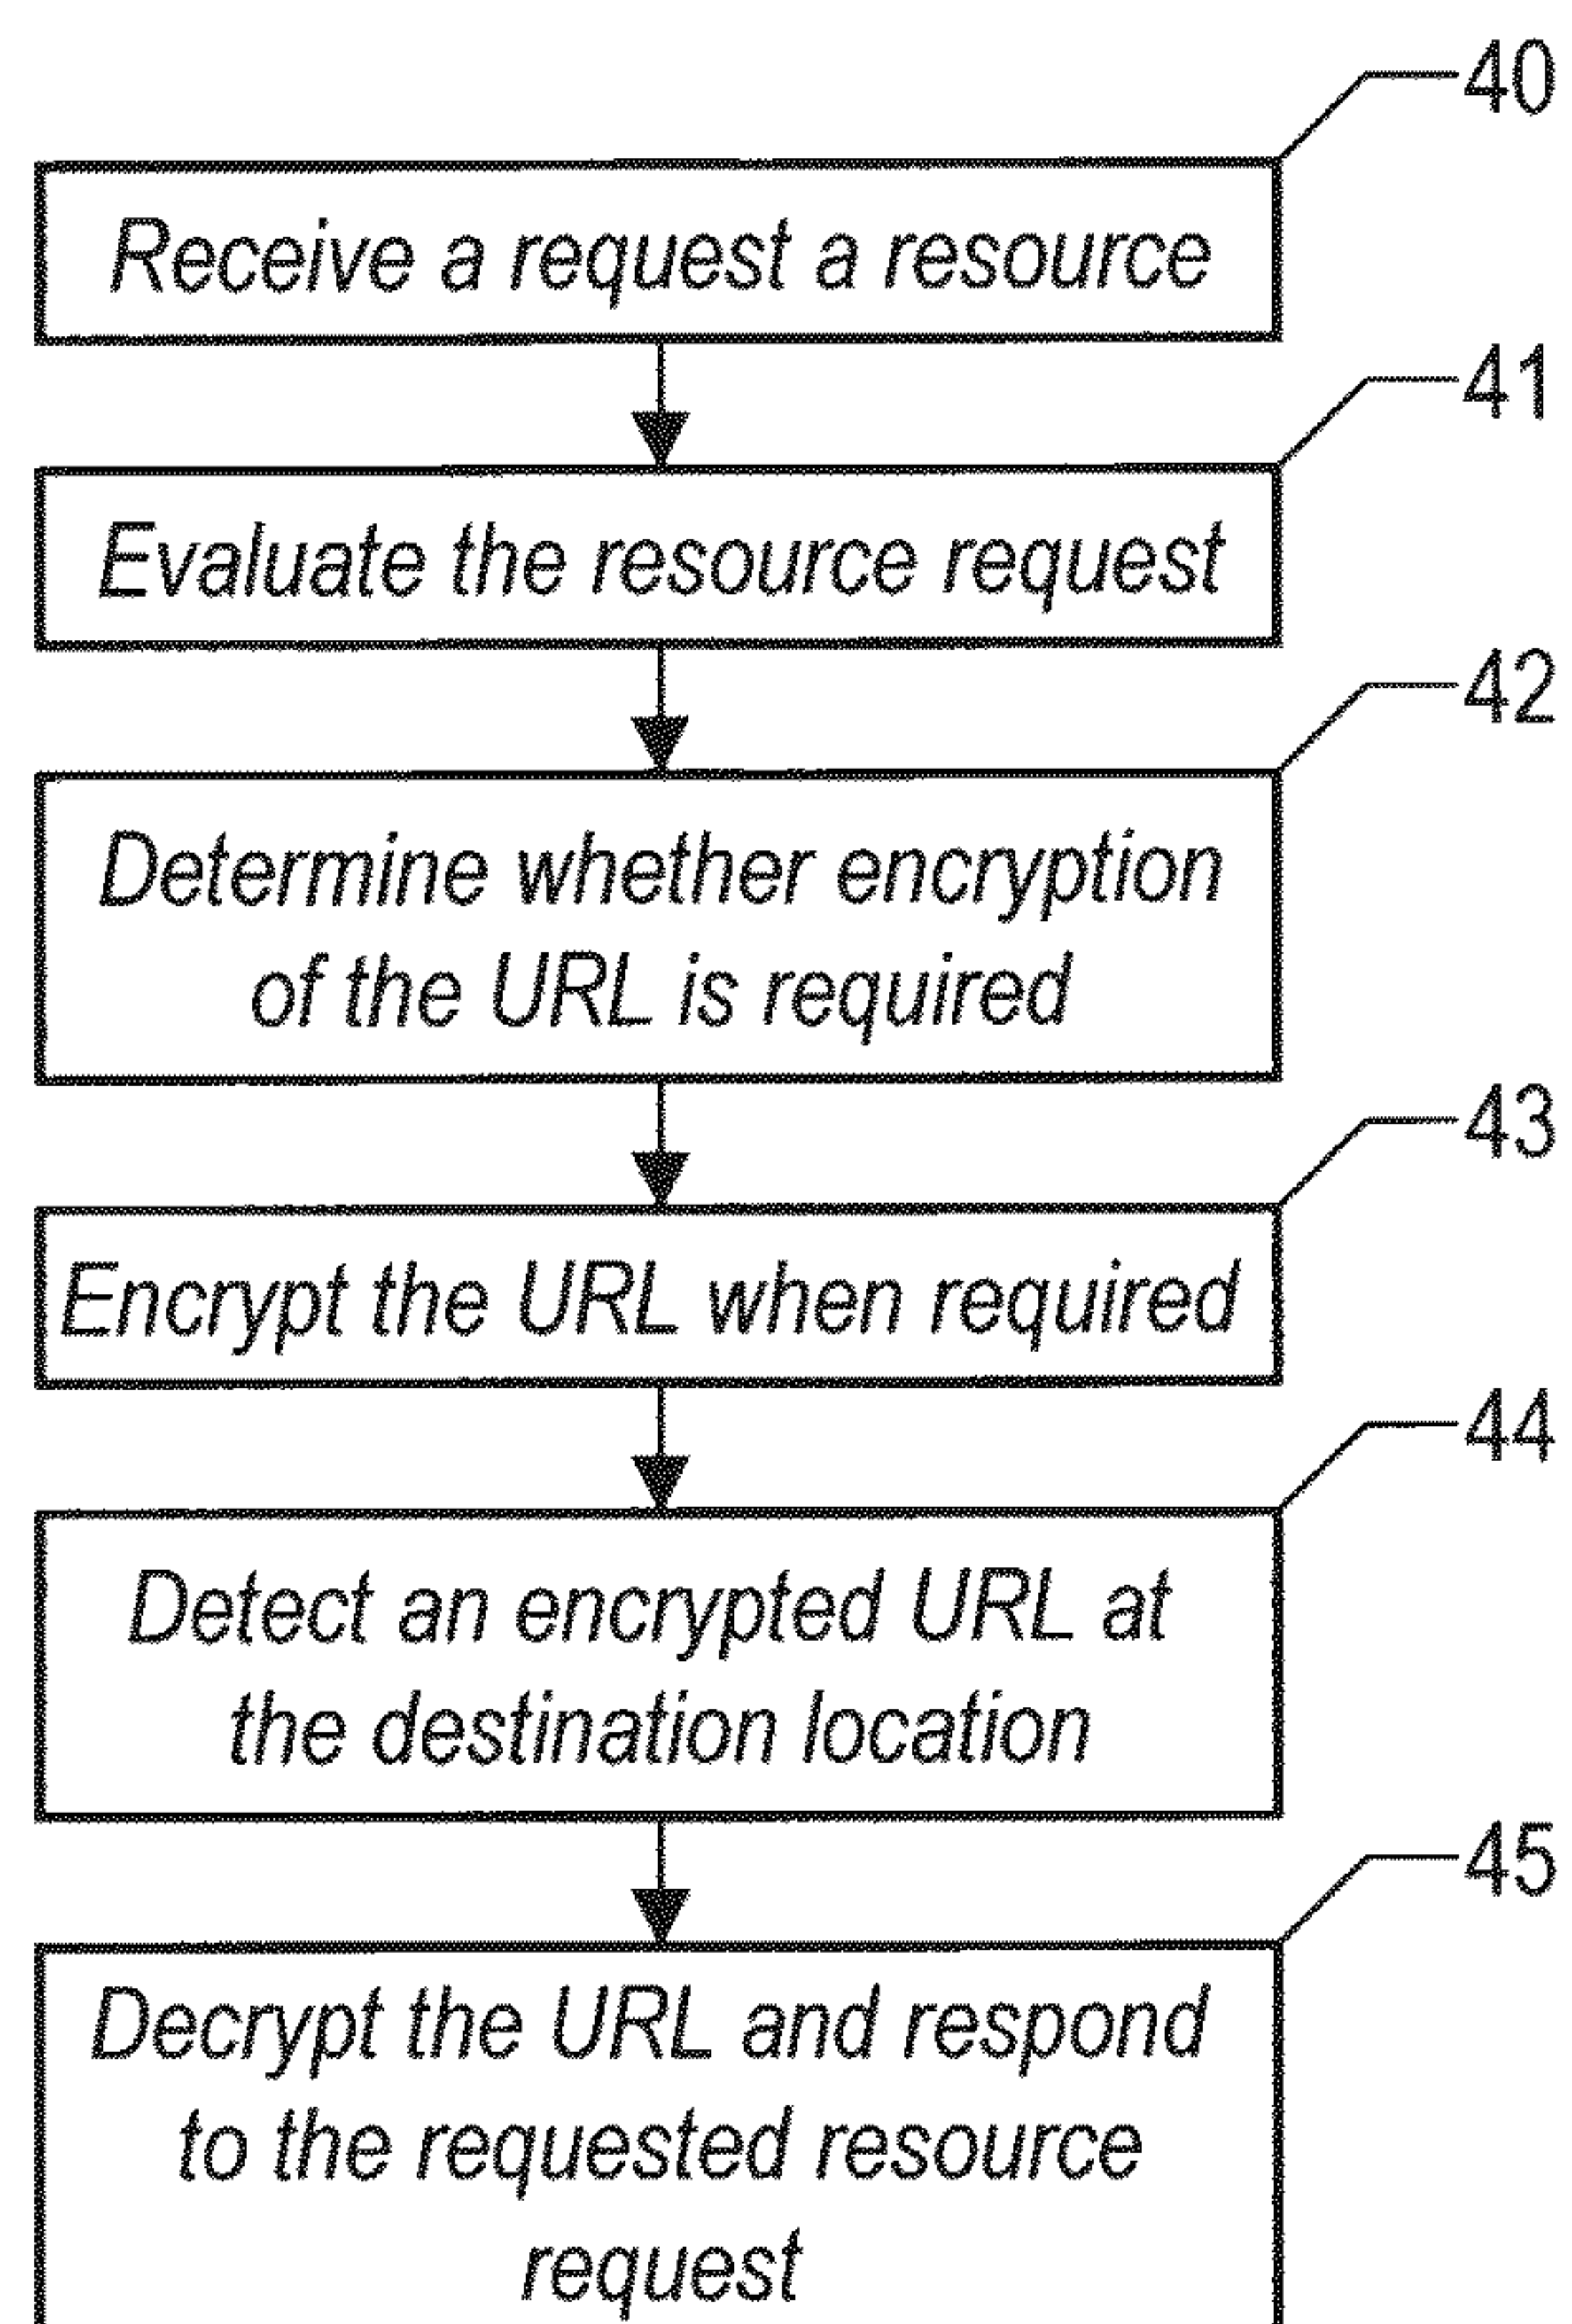 40
Receive a request a resource
41
Evaluate the resource request
42
Determine whether encryption
of the URL is required
43
Encrypt the URL when required
44
Detect an encrypted URL at
the destination location
45
Decrypt the URL and respond
to the requested resource
request